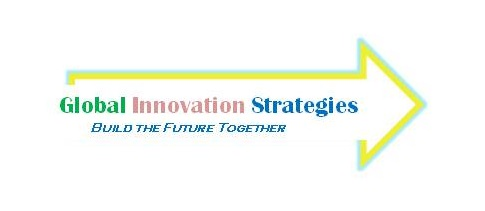 Global Innovation Strategies
BUILD THE FUTURE TOGETHER